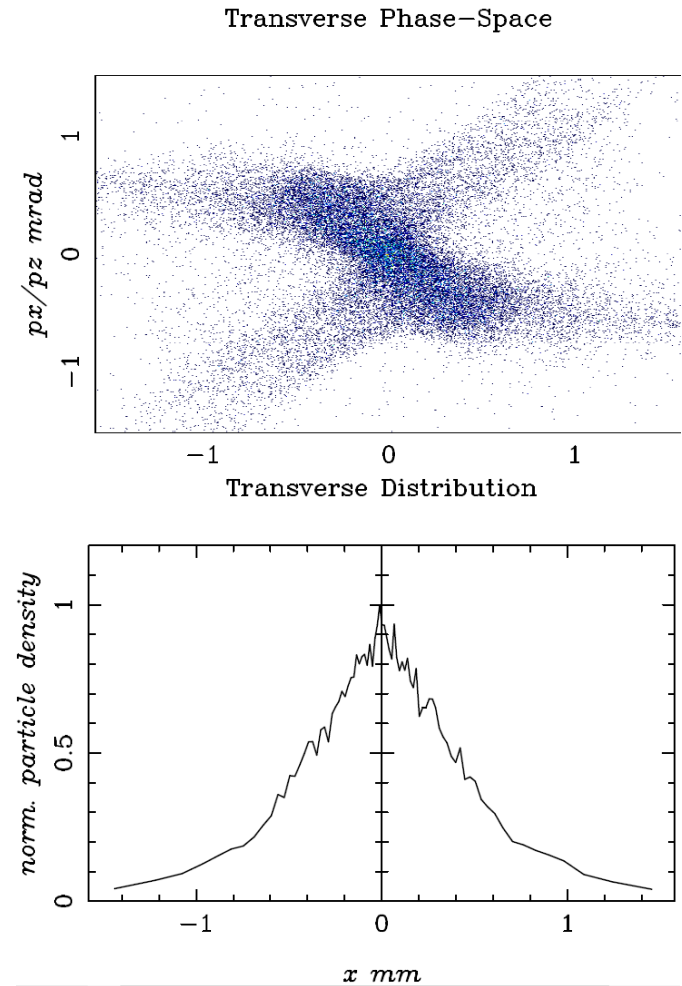 Transverse Phase-Space
px/pz mrad
1
0
-1
-1 0 1
Transverse Distribution
norm. particle density
1
0.5
0
-1 0 1
x mm